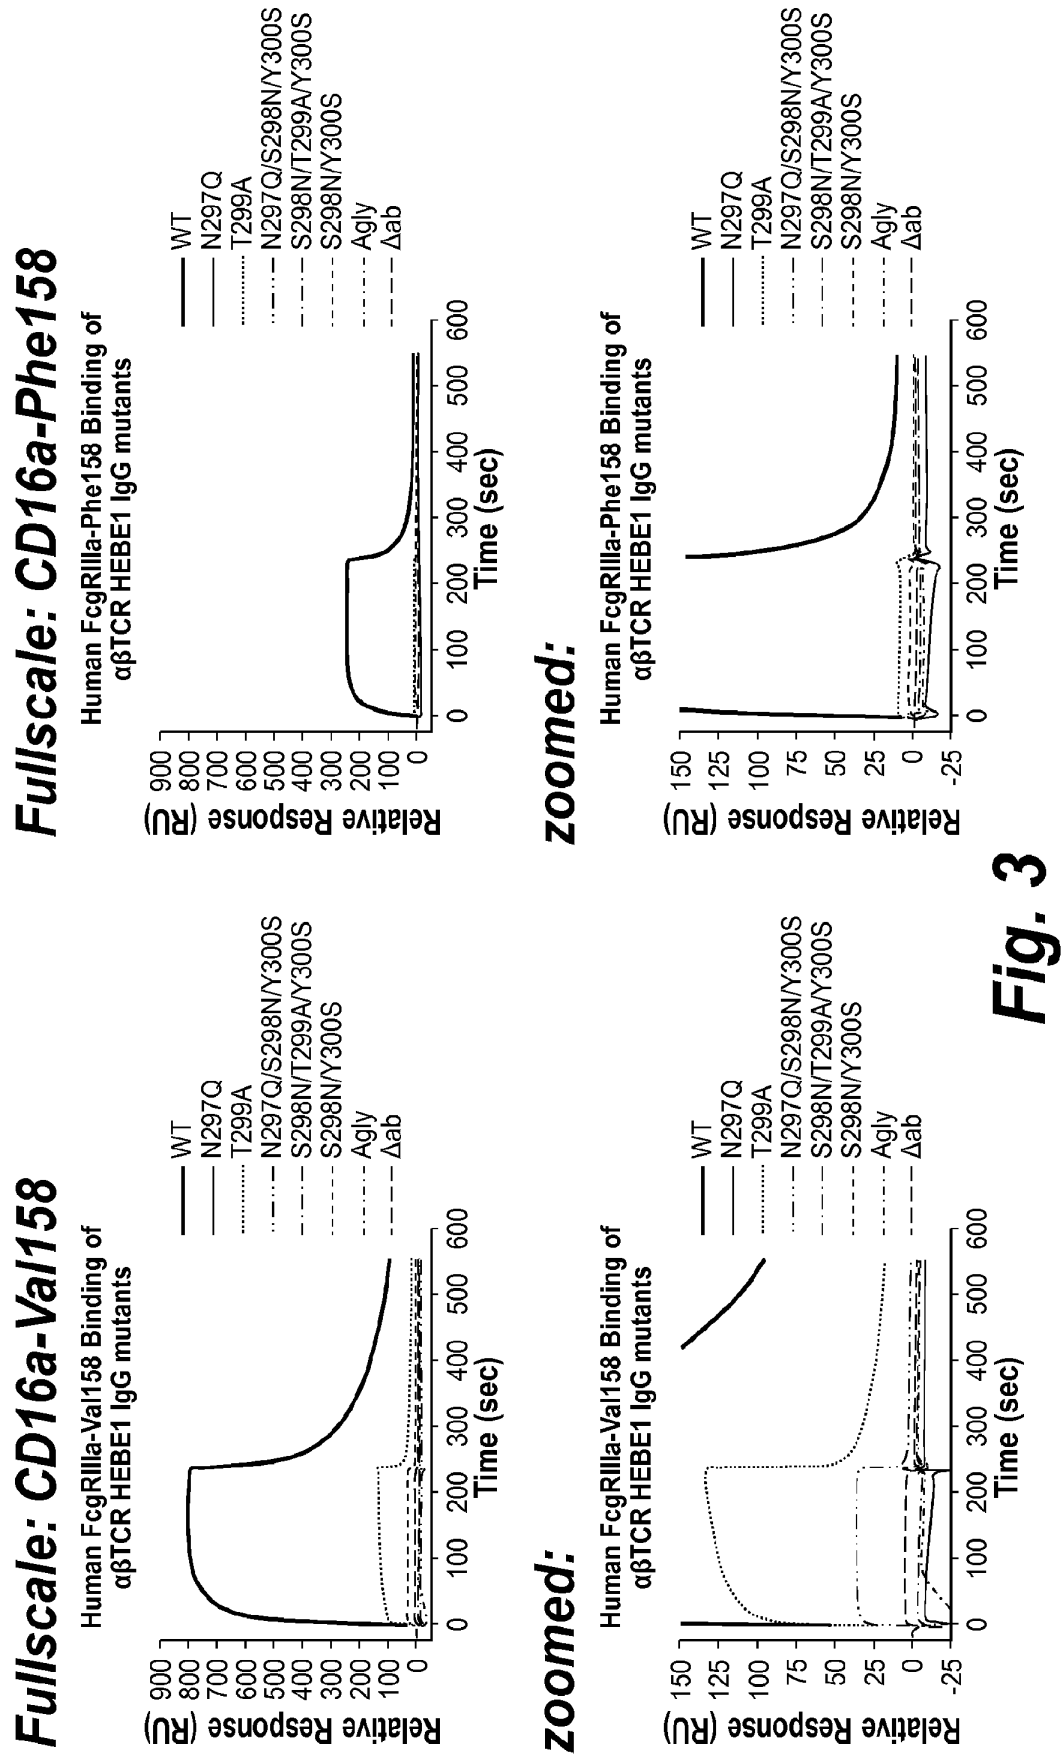 Fullscale: CD16a-Val158
Human FcgRIIIa-Val158 Binding of
αβTCR HEBE1 IgG mutants
Relative Response (RU)
900
800
700
600
500
400
300
200
100
0
0 100 200 300 400 500 600
Time (sec)
WT
N297Q
T299A
N297Q/S298N/Y300S
S298N/T299A/Y300S
S298N/Y300S
Agly
Δab
Fullscale: CD16a-Phe158
Human FcgRIIIa-Phe158 Binding of
αβTCR HEBE1 IgG mutants
Relative Response (RU)
900
800
700
600
500
400
300
200
100
0
0 100 200 300 400 500 600
Time (sec)
WT
N297Q
T299A
N297Q/S298N/Y300S
S298N/T299A/Y300S
S298N/Y300S
Agly
Δab
zoomed:
Human FcgRIIIa-Val158 Binding of
αβTCR HEBE1 IgG mutants
Relative Response (RU)
150
125
100
75
50
25
0
-25
0 100 200 300 400 500 600
Time (sec)
WT
N297Q
T299A
N297Q/S298N/Y300S
S298N/T299A/Y300S
S298N/Y300S
Agly
Δab
zoomed:
Human FcgRIIIa-Phe158 Binding of
αβTCR HEBE1 IgG mutants
Relative Response (RU)
150
125
100
75
50
25
0
-25
0 100 200 300 400 500 600
Time (sec)
WT
N297Q
T299A
N297Q/S298N/Y300S
S298N/T299A/Y300S
S298N/Y300S
Agly
Δab
Fig. 3